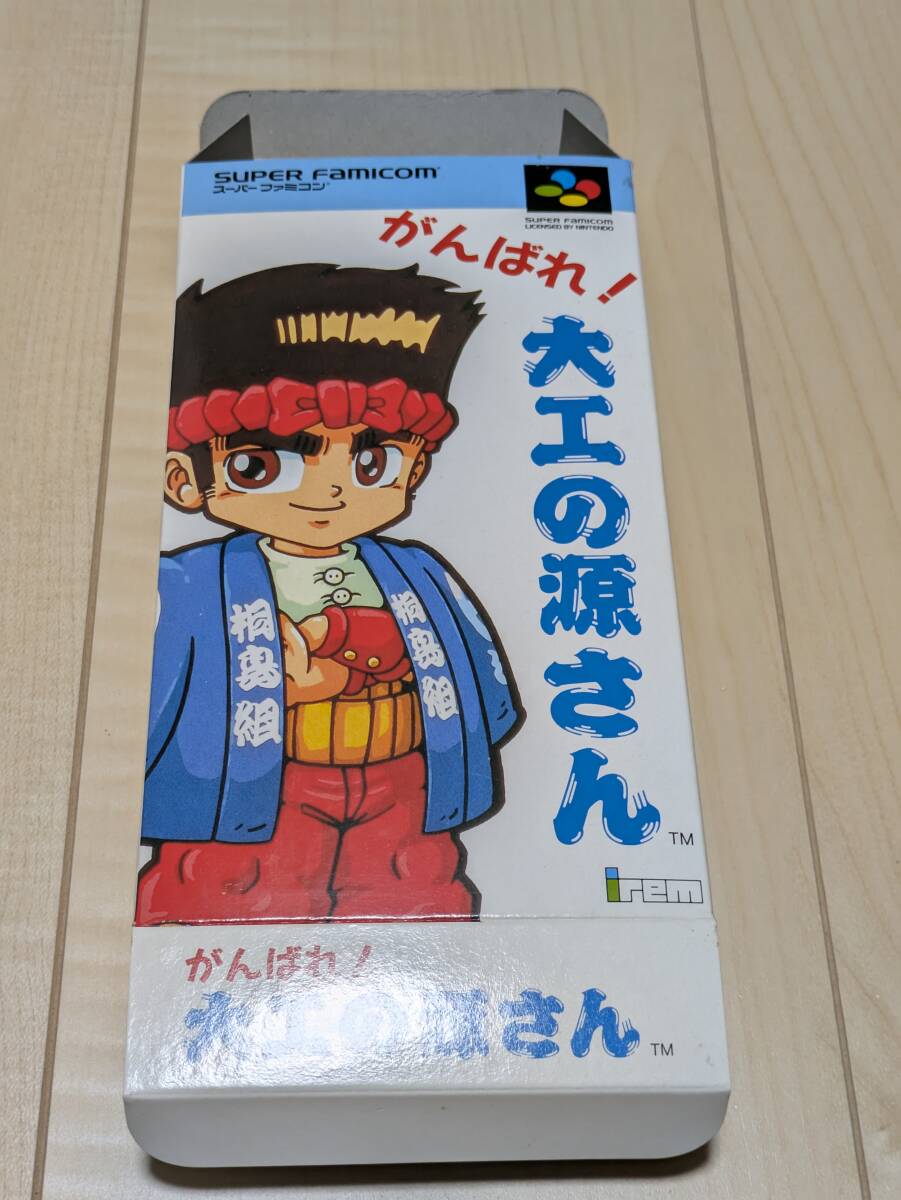 SUPER FAMICOM
スーパーファミコン
SUPER FAMICOM
LICENSED BY NINTENDO
がんばれ!
大工の源さん
TM
桐勇組
桐勇組
irem
がんばれ!
大工の源さん
TM